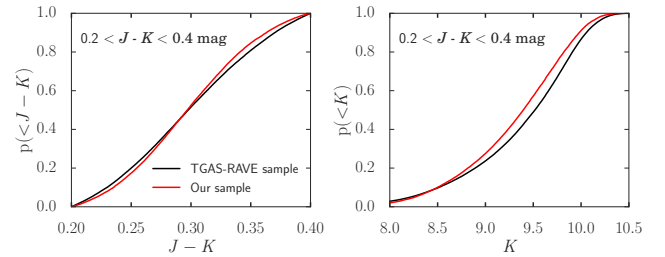 1.0
0.8
0.6
0.4
0.2
0.0
p(<J − K)
0.2 < J - K < 0.4 mag
TGAS-RAVE sample
Our sample
0.20 0.25 0.30 0.35 0.40
J − K
1.0
0.8
0.6
0.4
0.2
0.0
p(<K)
0.2 < J - K < 0.4 mag
8.0 8.5 9.0 9.5 10.0 10.5
K